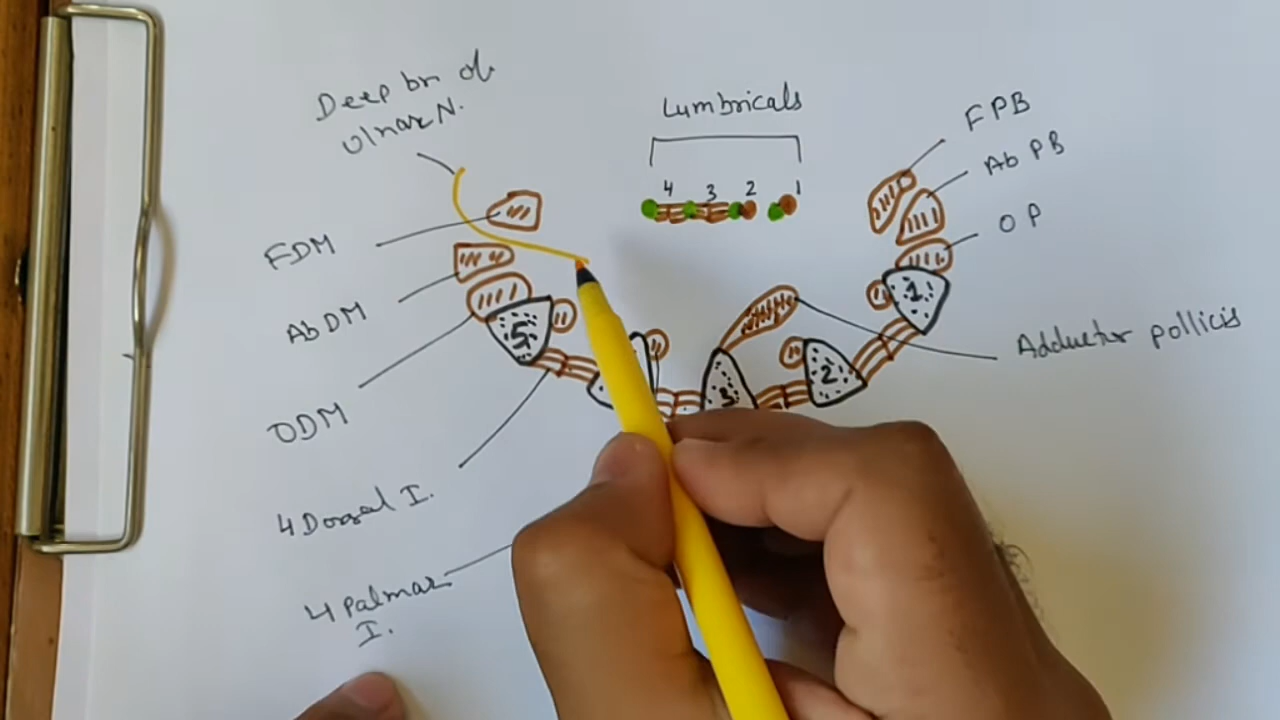 Deep br of
Ulnar N.
Lumbricals
4 3 2 1
FPB
Ab PB
OP
FDM
AbDM
ODM
5 3 2 1
Adductor pollicis
4 Dorsal I.
4 Palmar
I.